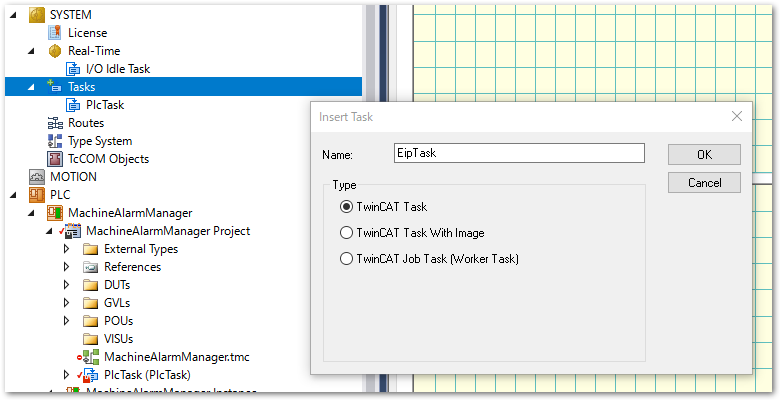 SYSTEM
License
Real-Time
I/O Idle Task
Tasks
PlcTask
Routes
Type System
TcCOM Objects
MOTION
PLC
MachineAlarmManager
MachineAlarmManager Project
External Types
References
DUTs
GVLs
POUs
VISUs
MachineAlarmManager.tmc
PlcTask (PlcTask)
MachineAlarmManager Instance
Insert Task
Name:
EipTask
OK
Cancel
Type
TwinCAT Task
TwinCAT Task With Image
TwinCAT Job Task (Worker Task)